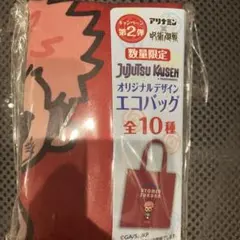 キャンペーン
第2弾
アリナミン
×
呪術廻戦
数量限定
JUJUTSU KAISEN
オリジナルデザイン
エコバッグ
全10種